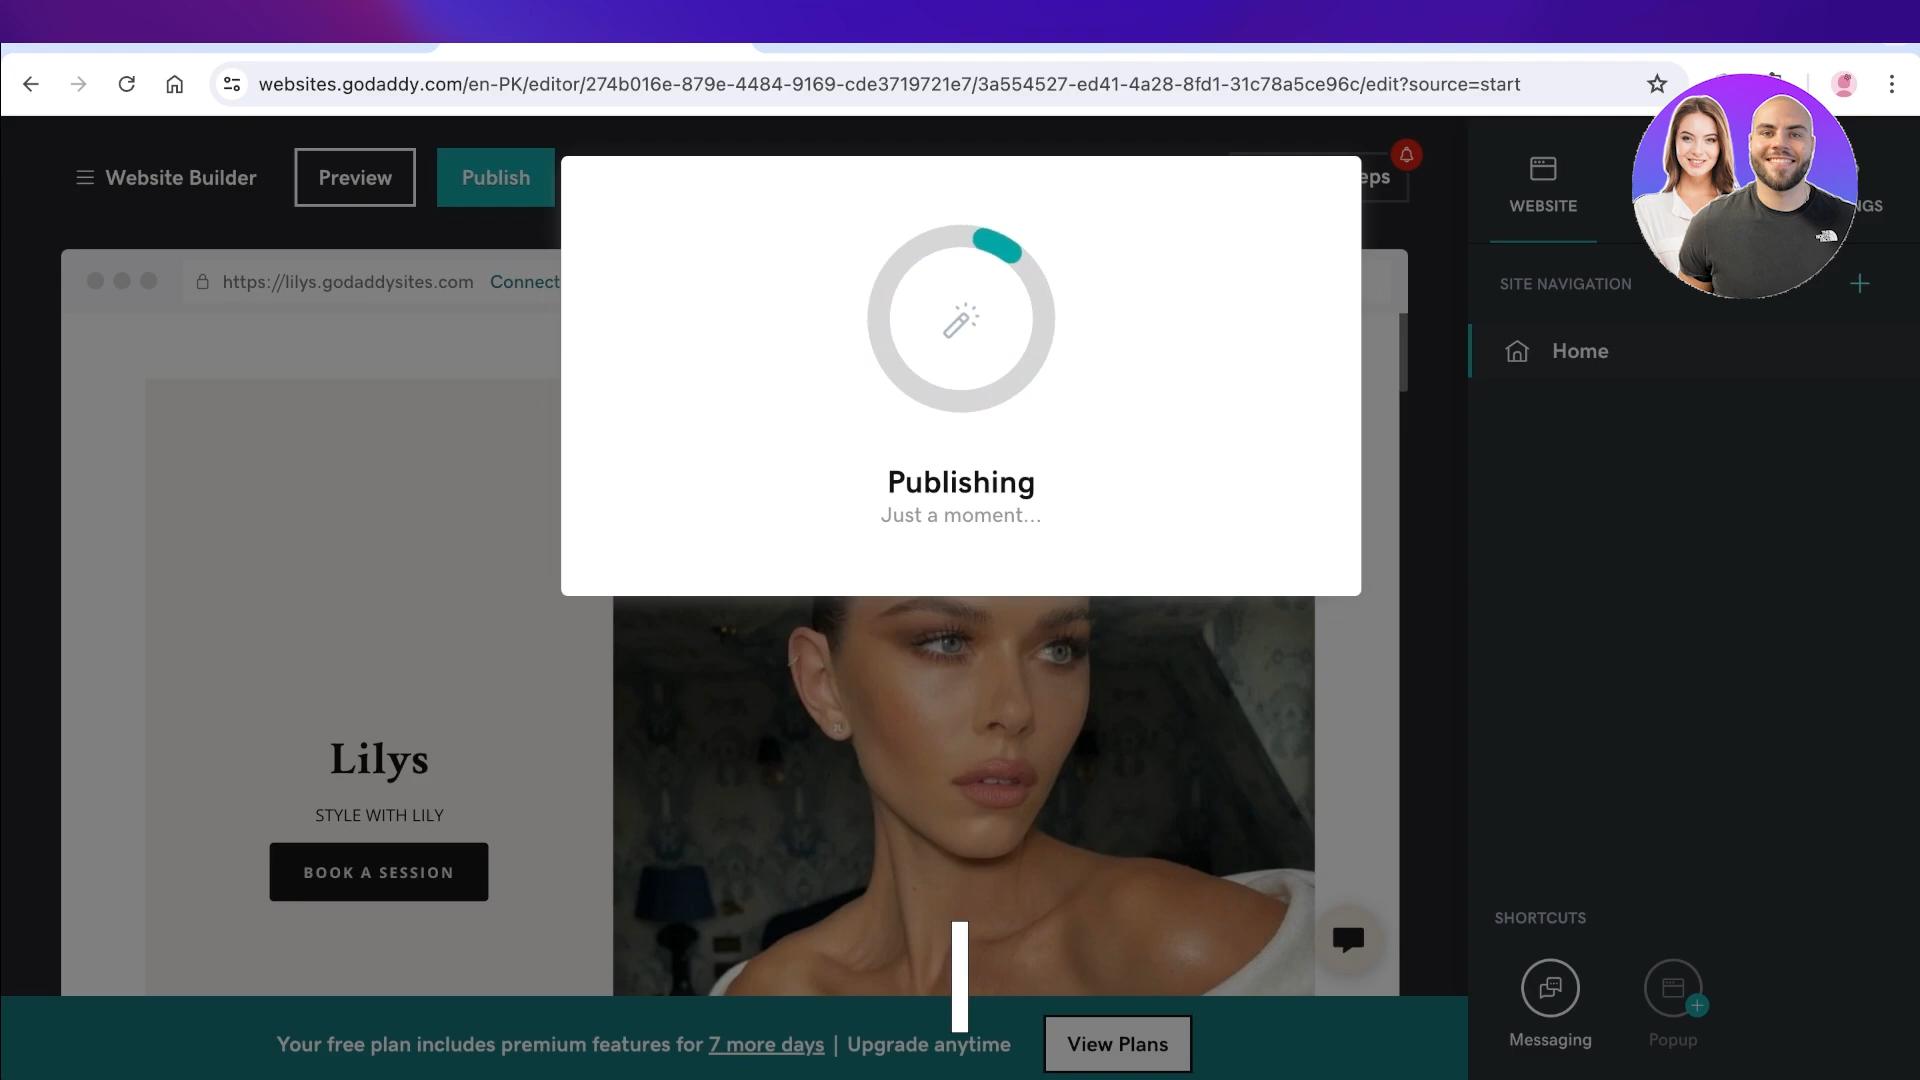 websites.godaddy.com/en-PK/editor/274b016e-879e-4484-9169-cde3719721e7/3a554527-ed41-4a28-8fd1-31c78a5ce96c/edit?source=start
Website Builder
Preview
Publish
eps
WEBSITE
NGS
https://lilys.godaddysites.com Connect
SITE NAVIGATION
Home
Publishing
Just a moment...
Lilys
STYLE WITH LILY
BOOK A SESSION
SHORTCUTS
Messaging
Popup
Your free plan includes premium features for 7 more days | Upgrade anytime
View Plans